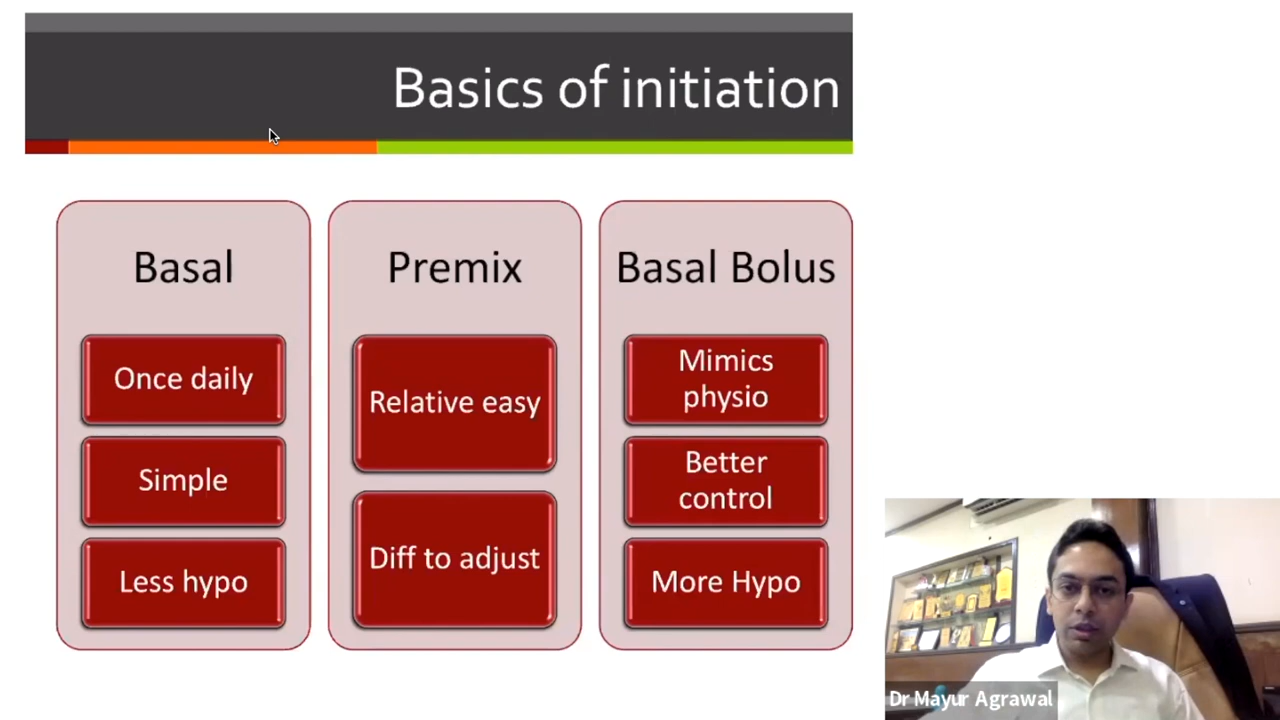 Basics of initiation
Basal
Once daily
Simple
Less hypo
Premix
Relative easy
Diff to adjust
Basal Bolus
Mimics
physio
Better
control
More Hypo
Dr Mayur Agrawal